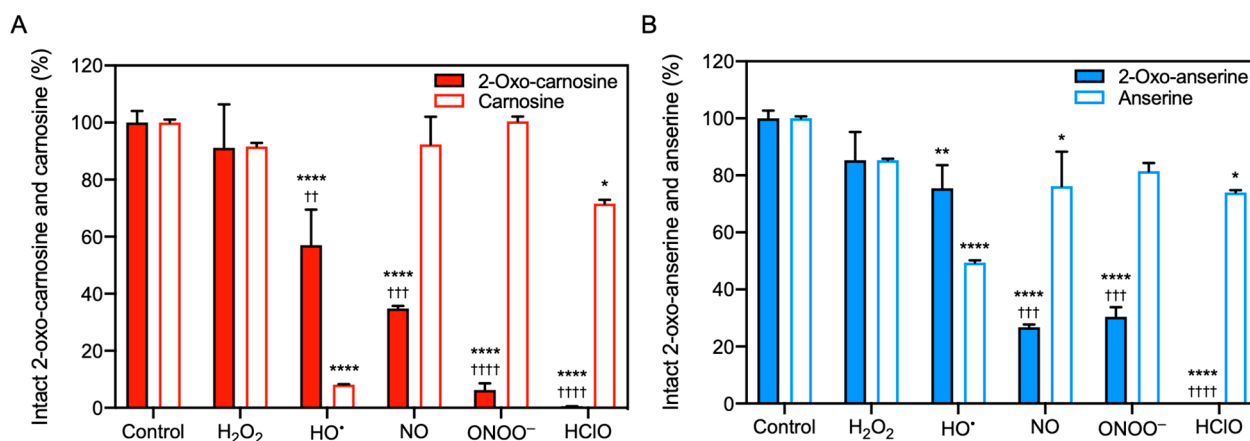 A
Intact 2-oxo-carnosine and carnosine (%)
120
100
80
60
40
20
0
2-Oxo-carnosine
Carnosine
****
††
****
****
†††
****
††††
****
††††
*
Control
H₂O₂
HO•
NO
ONOO⁻
HClO
B
Intact 2-oxo-anserine and anserine (%)
120
100
80
60
40
20
0
2-Oxo-anserine
Anserine
**
****
****
†††
*
****
†††
****
††††
*
Control
H₂O₂
HO•
NO
ONOO⁻
HClO